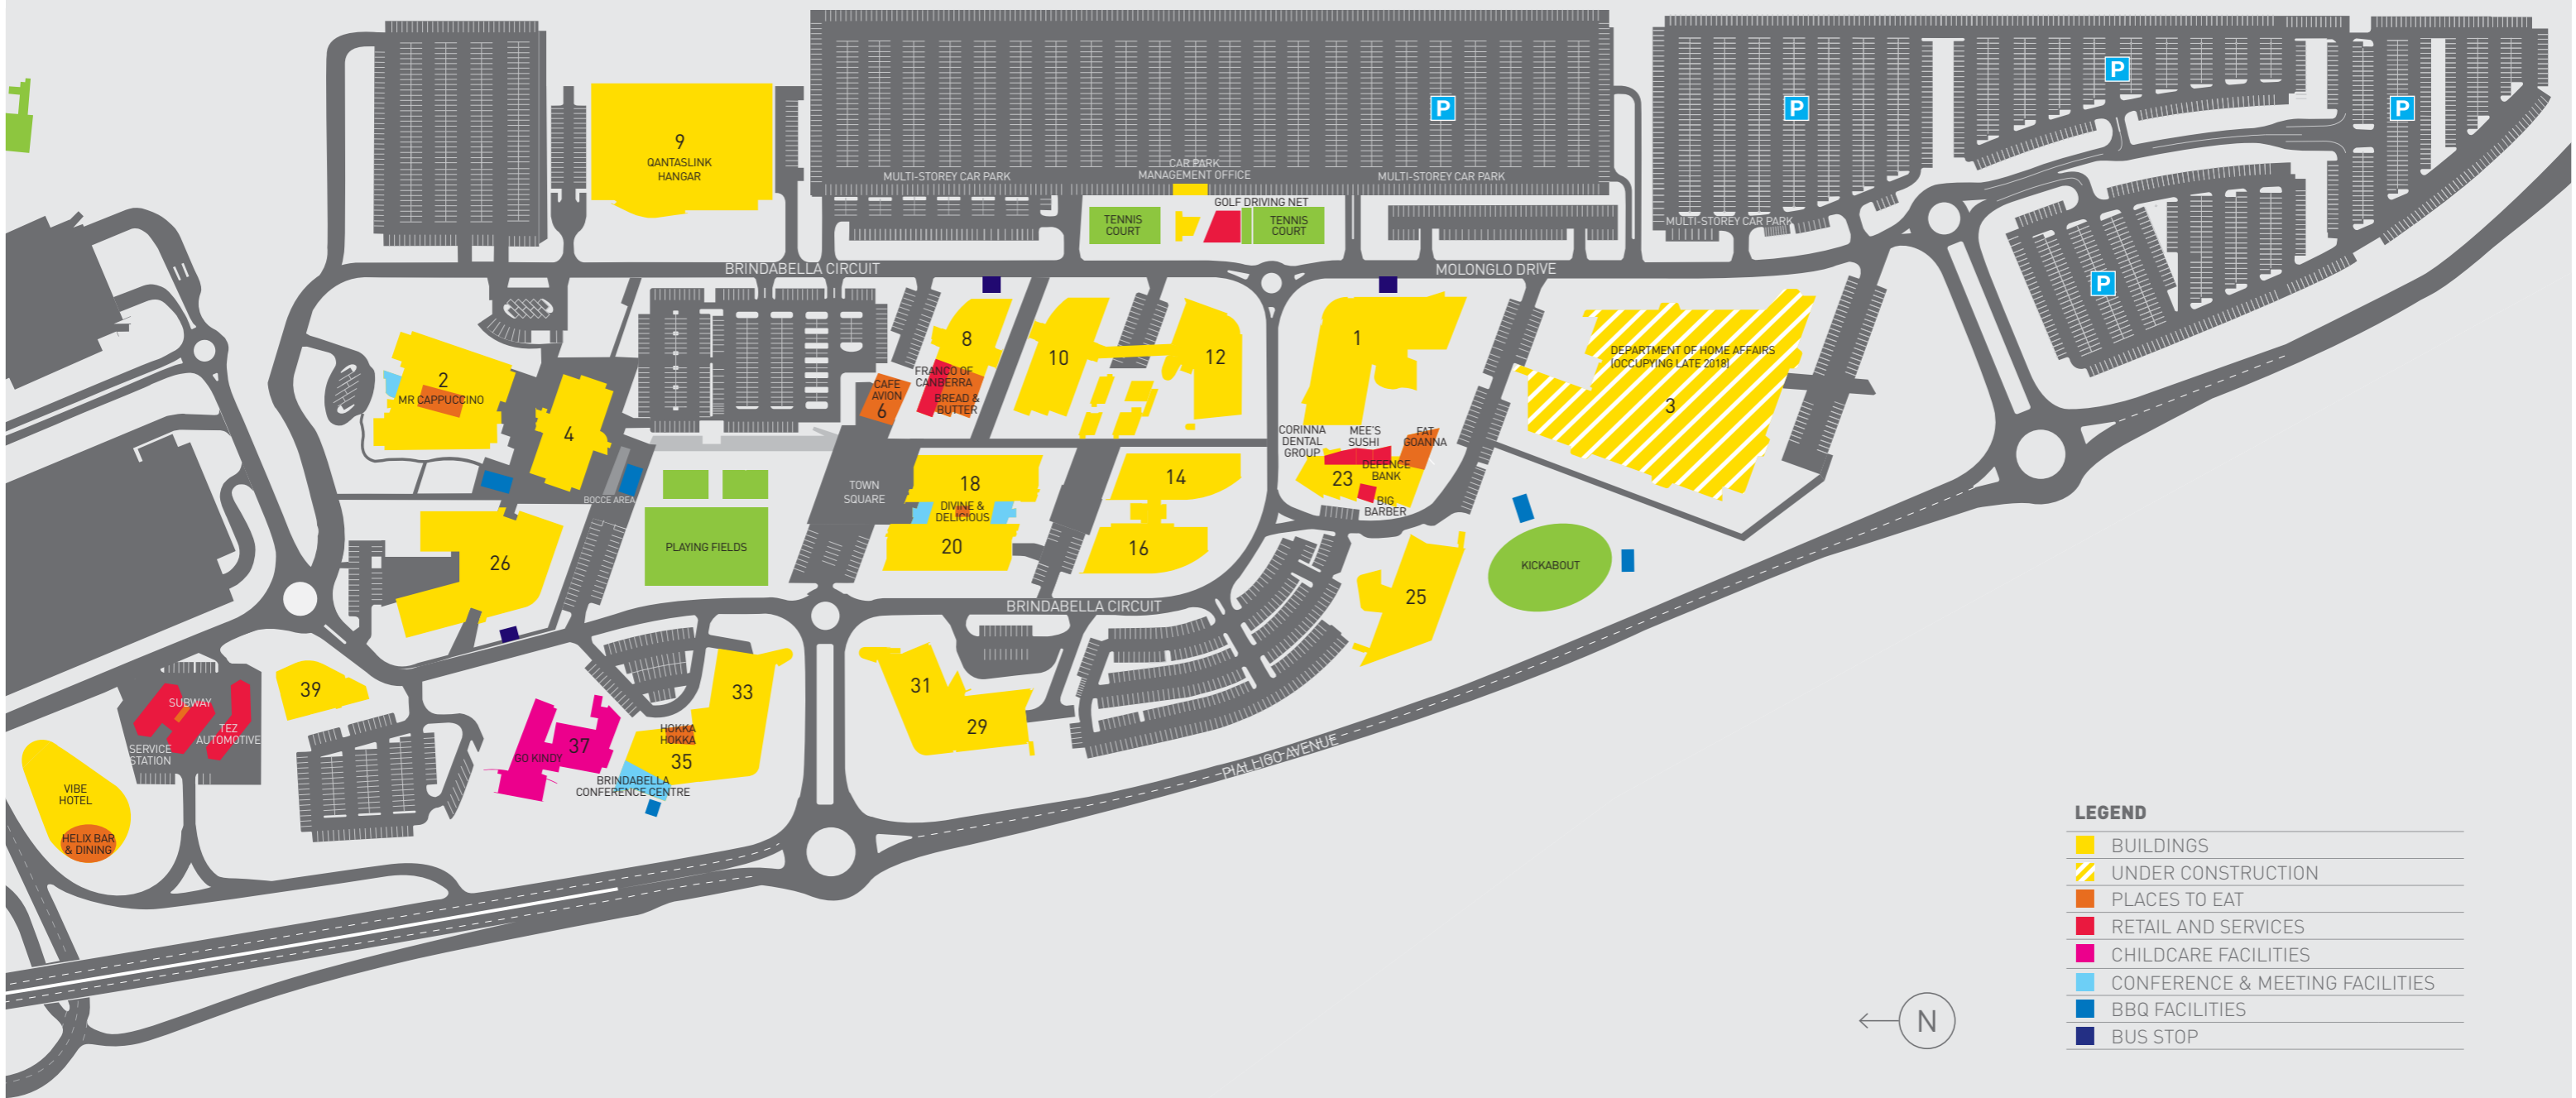 P
P
P
P
P
9
QANTASLINK
HANGAR
MULTI-STOREY CAR PARK
CAR PARK
MANAGEMENT OFFICE
MULTI-STOREY CAR PARK
GOLF DRIVING NET
TENNIS
COURT
TENNIS
COURT
MULTI-STOREY CAR PARK
BRINDABELLA CIRCUIT
MOLONGLO DRIVE
2
MR CAPPUCCINO
4
BOCCE AREA
CAFE
AVION
6
8
FRANCO OF
CANBERRA
BREAD &
BUTTER
10
12
1
DEPARTMENT OF HOME AFFAIRS
(OCCUPYING LATE 2018)
3
CORINNA
DENTAL
GROUP
MEE'S
SUSHI
FAT
GOANNA
DEFENCE
BANK
23
BIG
BARBER
TOWN
SQUARE
18
DIVINE &
DELICIOUS
20
14
16
PLAYING FIELDS
26
KICKABOUT
25
BRINDABELLA CIRCUIT
39
SUBWAY
TEZ
AUTOMOTIVE
SERVICE
STATION
VIBE
HOTEL
HELIX BAR
& DINING
37
GO KINDY
33
HOKKA
HOKKA
35
BRINDABELLA
CONFERENCE CENTRE
31
29
PIALLIGO AVENUE
N
LEGEND
BUILDINGS
UNDER CONSTRUCTION
PLACES TO EAT
RETAIL AND SERVICES
CHILDCARE FACILITIES
CONFERENCE & MEETING FACILITIES
BBQ FACILITIES
BUS STOP